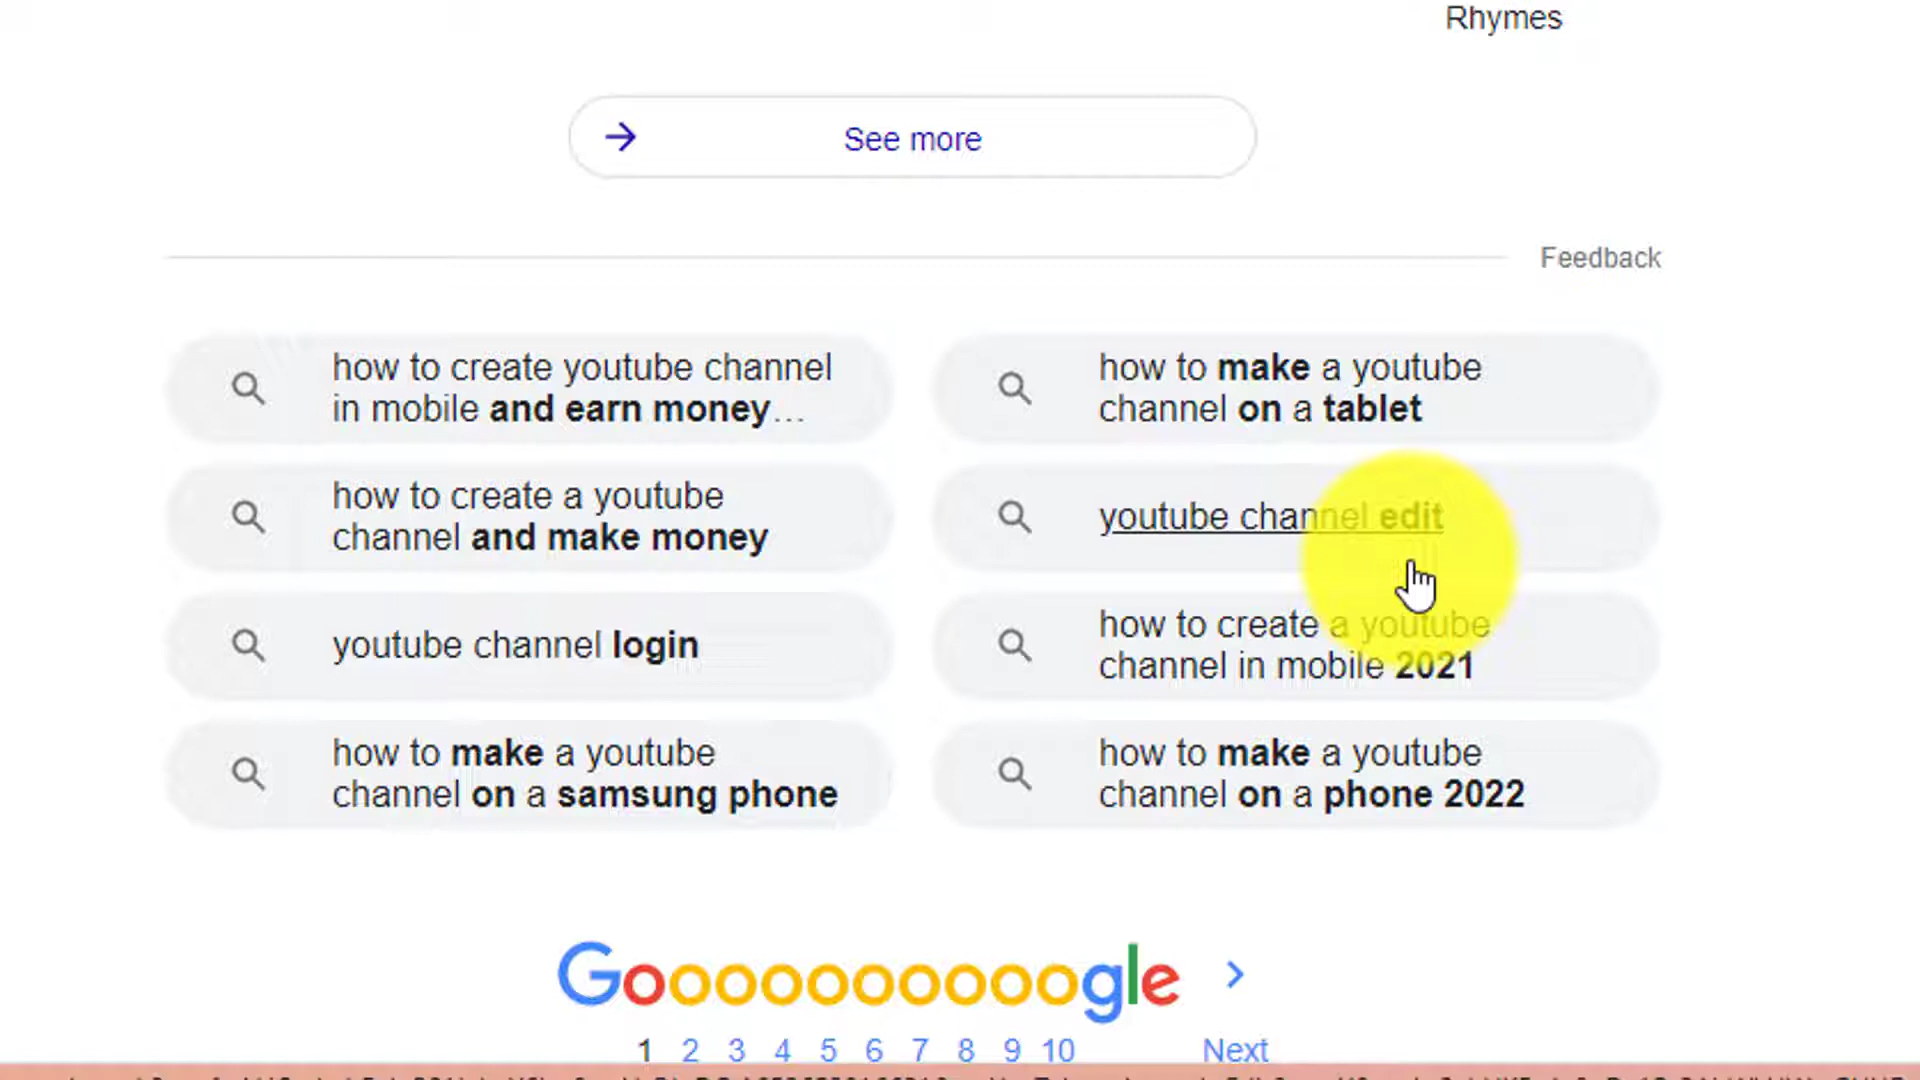 Rhymes
See more
Feedback
how to create youtube channel
in mobile and earn money...
how to make a youtube
channel on a tablet
how to create a youtube
channel and make money
youtube channel edit
youtube channel login
how to create a youtube
channel in mobile 2021
how to make a youtube
channel on a samsung phone
how to make a youtube
channel on a phone 2022
Goooooooooogle
1 2 3 4 5 6 7 8 9 10 Next